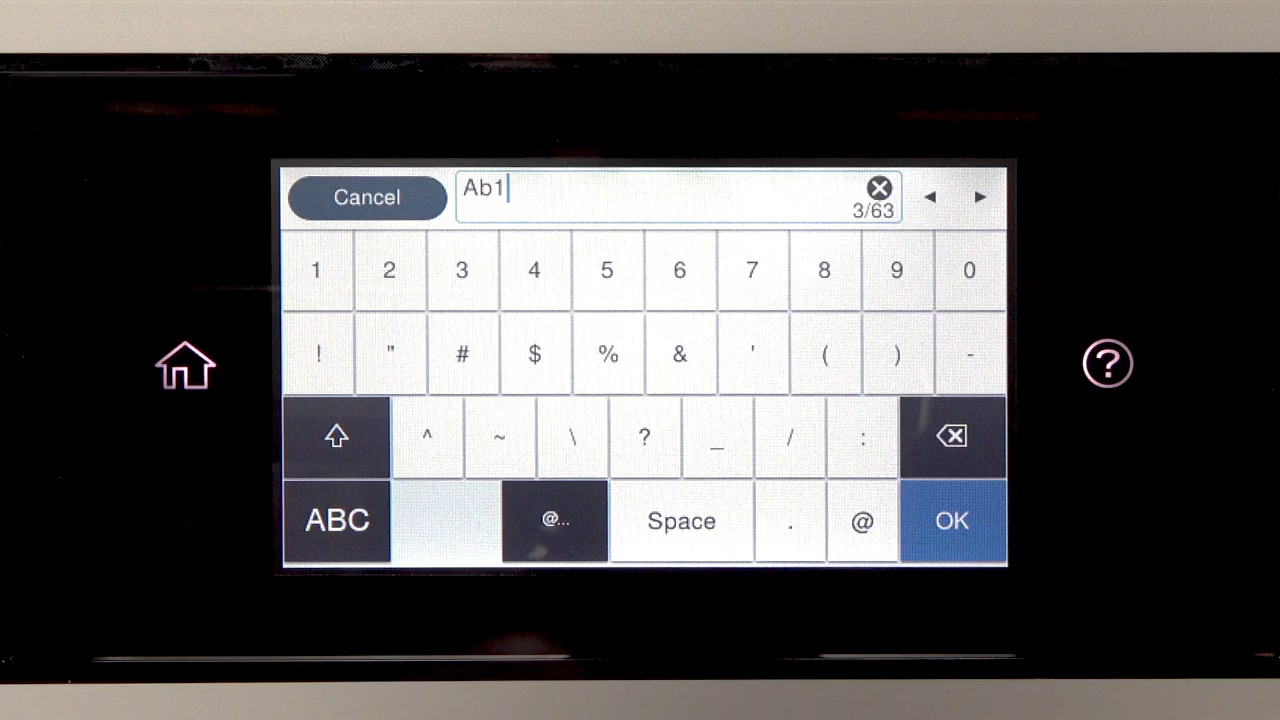 Cancel
Ab1
3/63
1 2 3 4 5 6 7 8 9 0
! " # $ % & ' ( ) -
^ ~ \ ? _ / :
ABC @... Space . @ OK
?